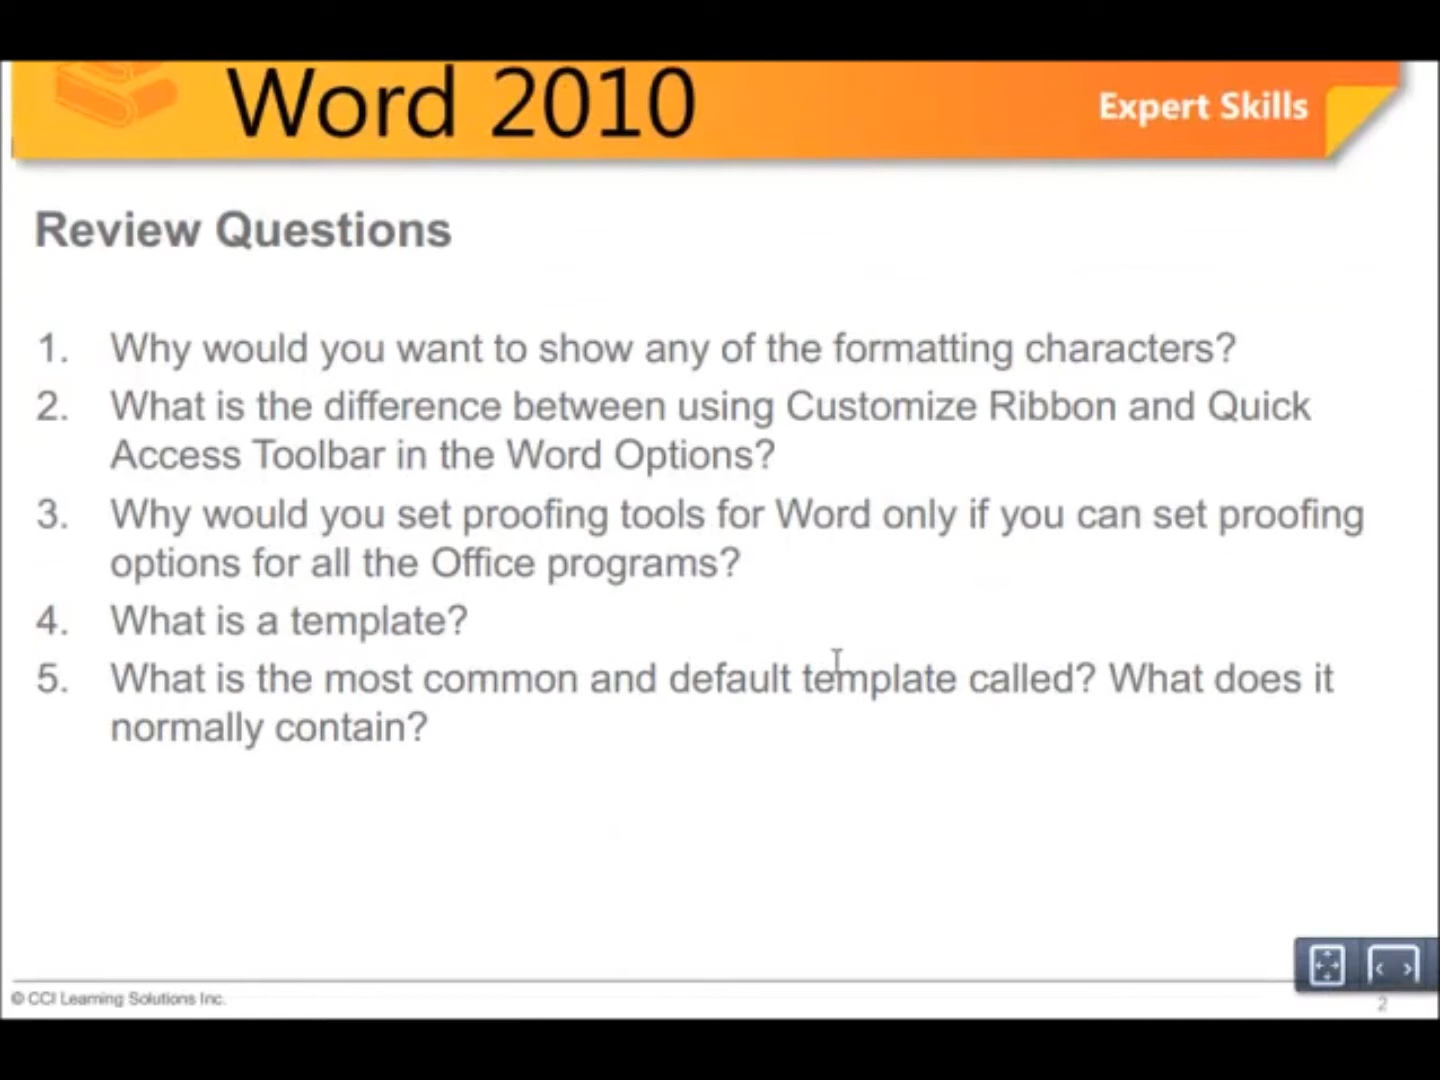 Word 2010
Expert Skills
Review Questions
1. Why would you want to show any of the formatting characters?
2. What is the difference between using Customize Ribbon and Quick
Access Toolbar in the Word Options?
3. Why would you set proofing tools for Word only if you can set proofing
options for all the Office programs?
4. What is a template?
5. What is the most common and default template called? What does it
normally contain?
© CCI Learning Solutions Inc.
2